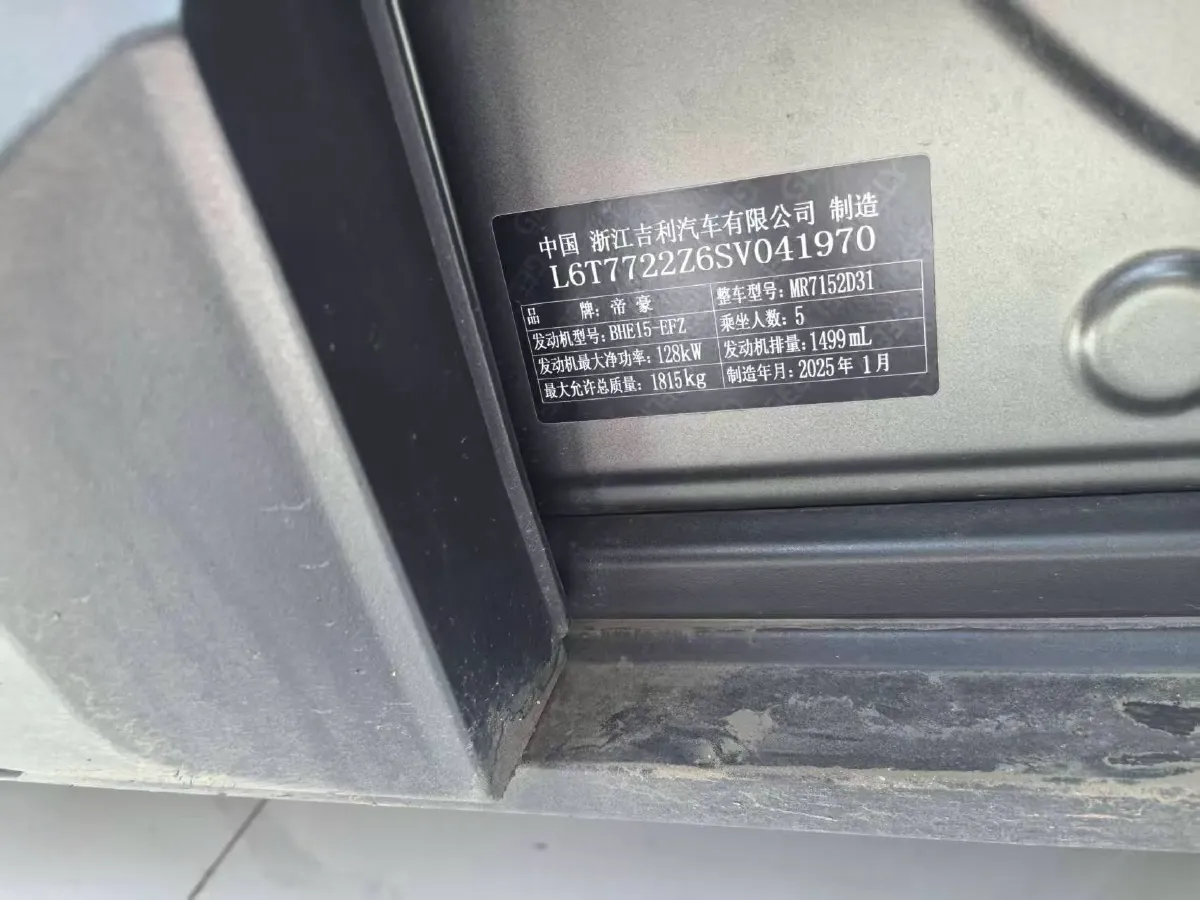 中国 浙江吉利汽车有限公司 制造
L6T7722Z6SV041970
品 牌: 帝 豪 整车型号: MR7152D31
发动机型号: BHE15-EFZ 乘坐人数: 5
发动机最大净功率: 128kW 发动机排量: 1499mL
最大允许总质量: 1815kg 制造年月: 2025年 1月